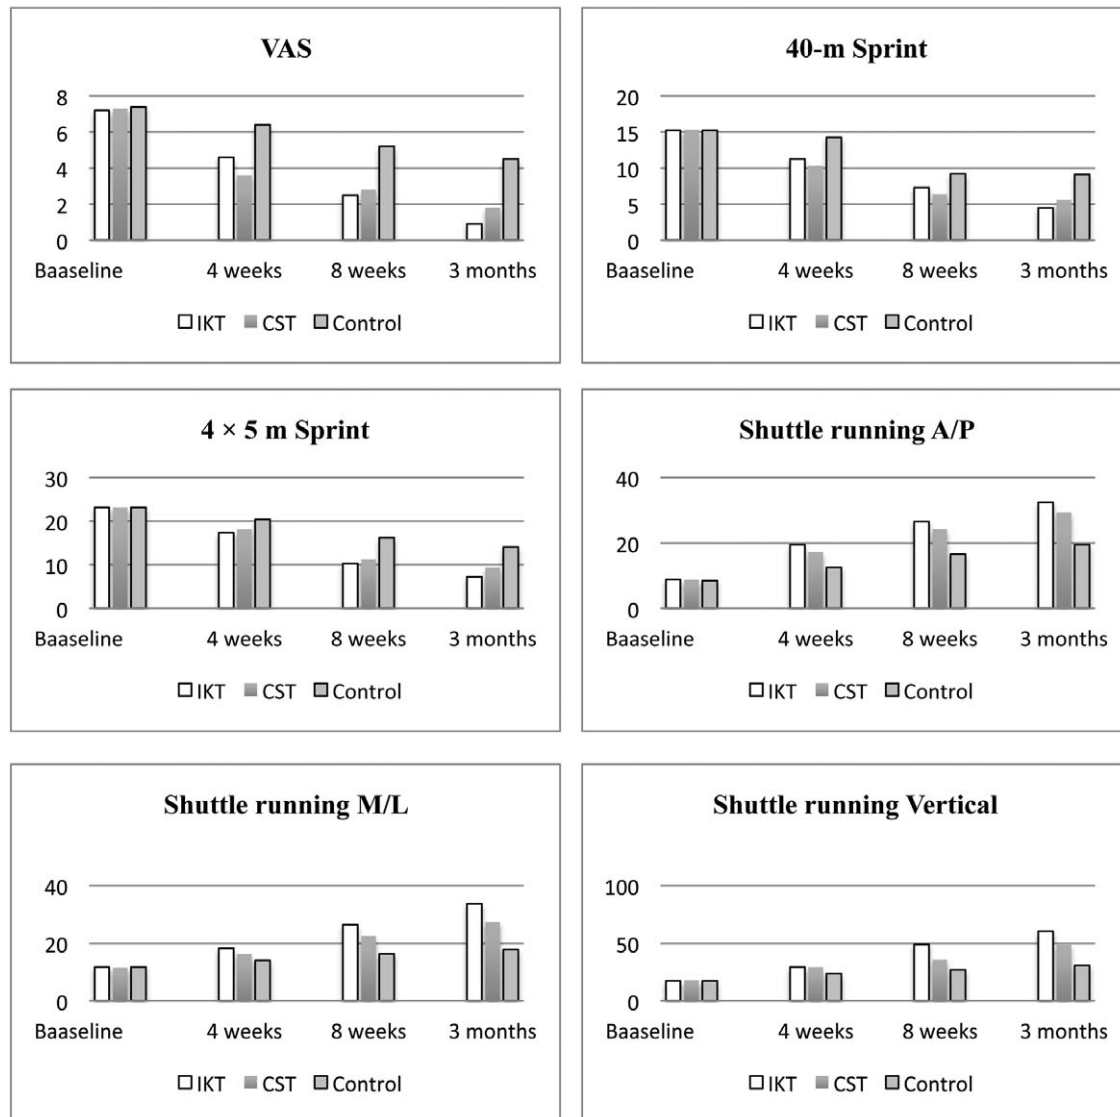 VAS
8
6
4
2
0
Baaseline 4 weeks 8 weeks 3 months
IKT CST Control
40-m Sprint
20
15
10
5
0
Baaseline 4 weeks 8 weeks 3 months
IKT CST Control
4 × 5 m Sprint
30
20
10
0
Baaseline 4 weeks 8 weeks 3 months
IKT CST Control
Shuttle running A/P
40
20
0
Baaseline 4 weeks 8 weeks 3 months
IKT CST Control
Shuttle running M/L
40
20
0
Baaseline 4 weeks 8 weeks 3 months
IKT CST Control
Shuttle running Vertical
100
50
0
Baaseline 4 weeks 8 weeks 3 months
IKT CST Control